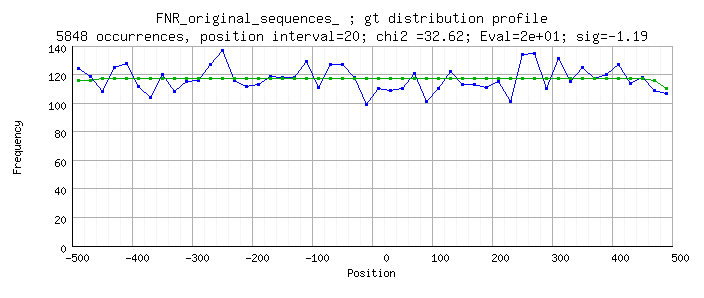 FNR_original_sequences_ ; gt distribution profile
5848 occurrences, position interval=20; chi2 =32.62; Eval=2e+01; sig=-1.19
140
120
100
80
60
40
20
0
Frequency
-500 -400 -300 -200 -100 0 100 200 300 400 500
Position